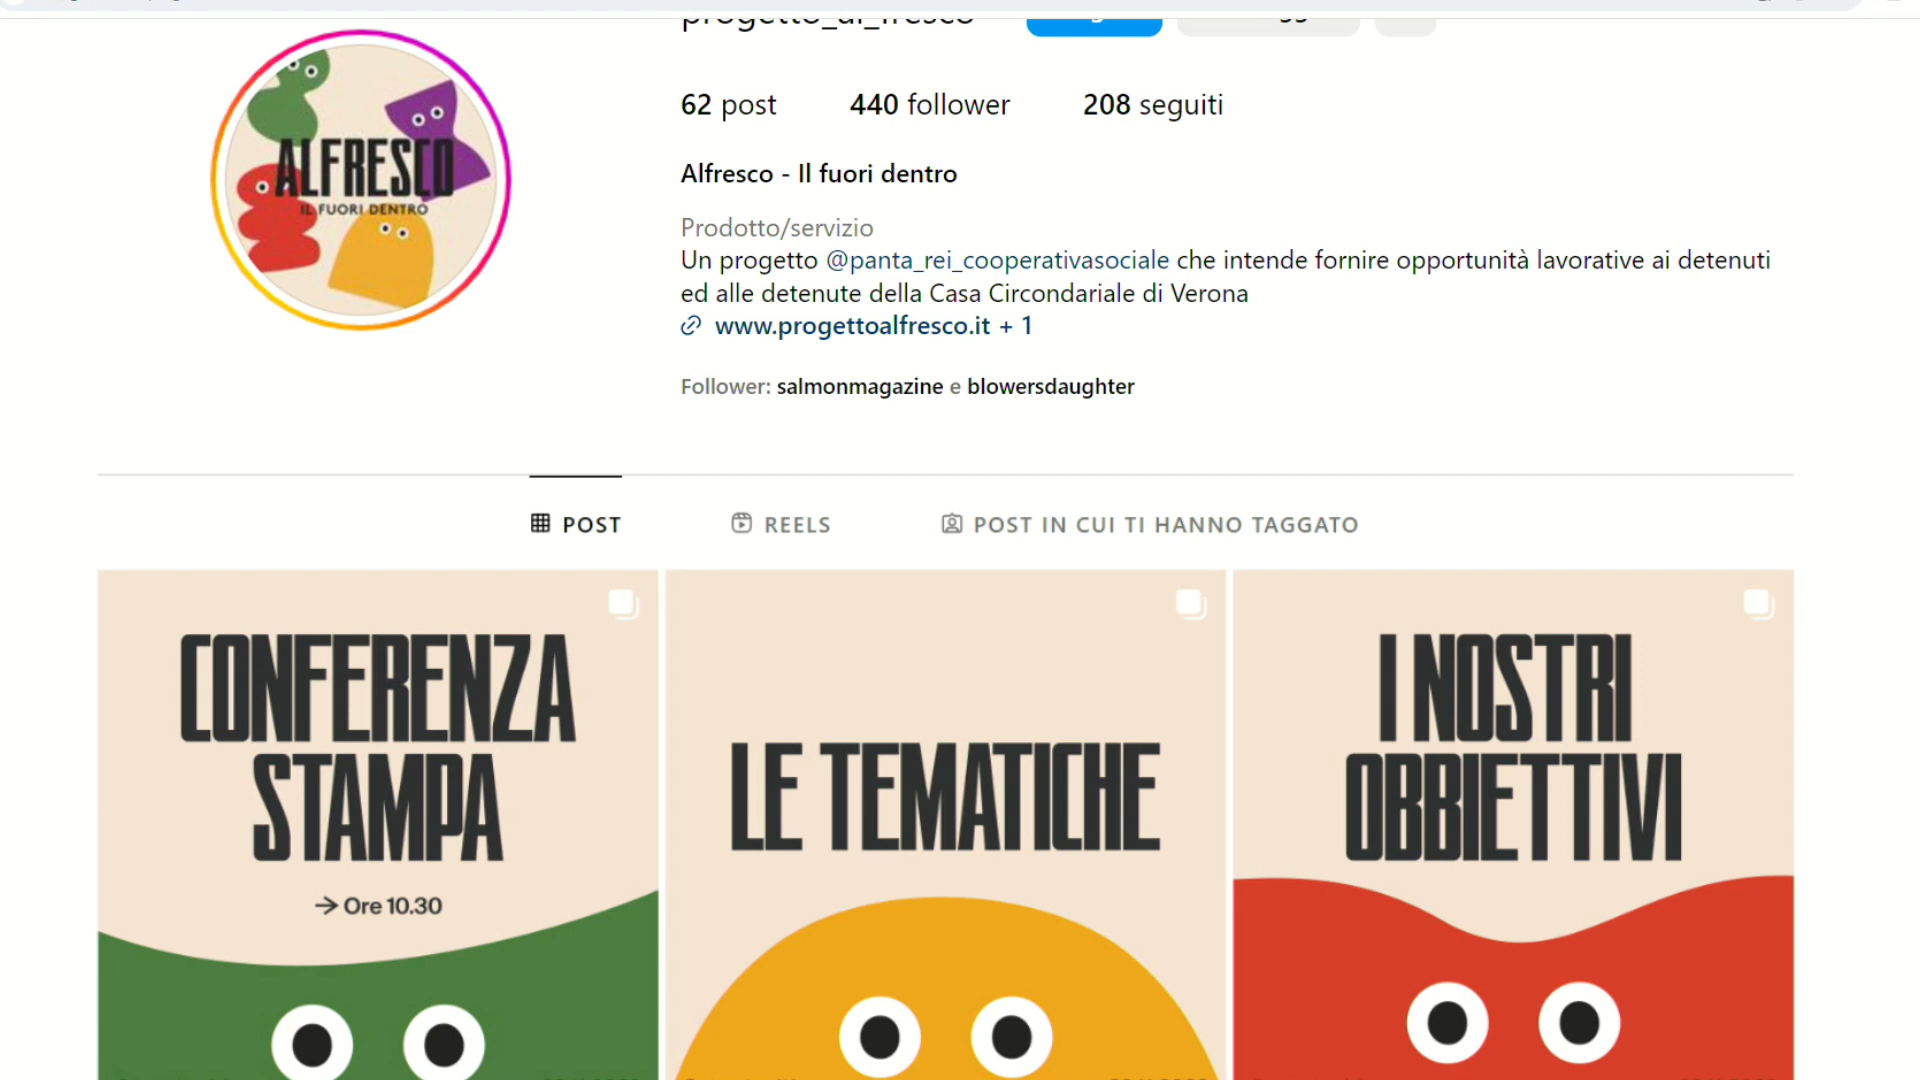 progetto_al_fresco
62 post 440 follower 208 seguiti
Alfresco - Il fuori dentro
Prodotto/servizio
Un progetto @panta_rei_cooperativasociale che intende fornire opportunità lavorative ai detenuti
ed alle detenute della Casa Circondariale di Verona
www.progettoalfresco.it + 1
Follower: salmonmagazine e blowersdaughter
ALFRESCO
IL FUORI DENTRO
POST REELS POST IN CUI TI HANNO TAGGATO
CONFERENZA
STAMPA
→ Ore 10.30
LE TEMATICHE
I NOSTRI
OBBIETTIVI